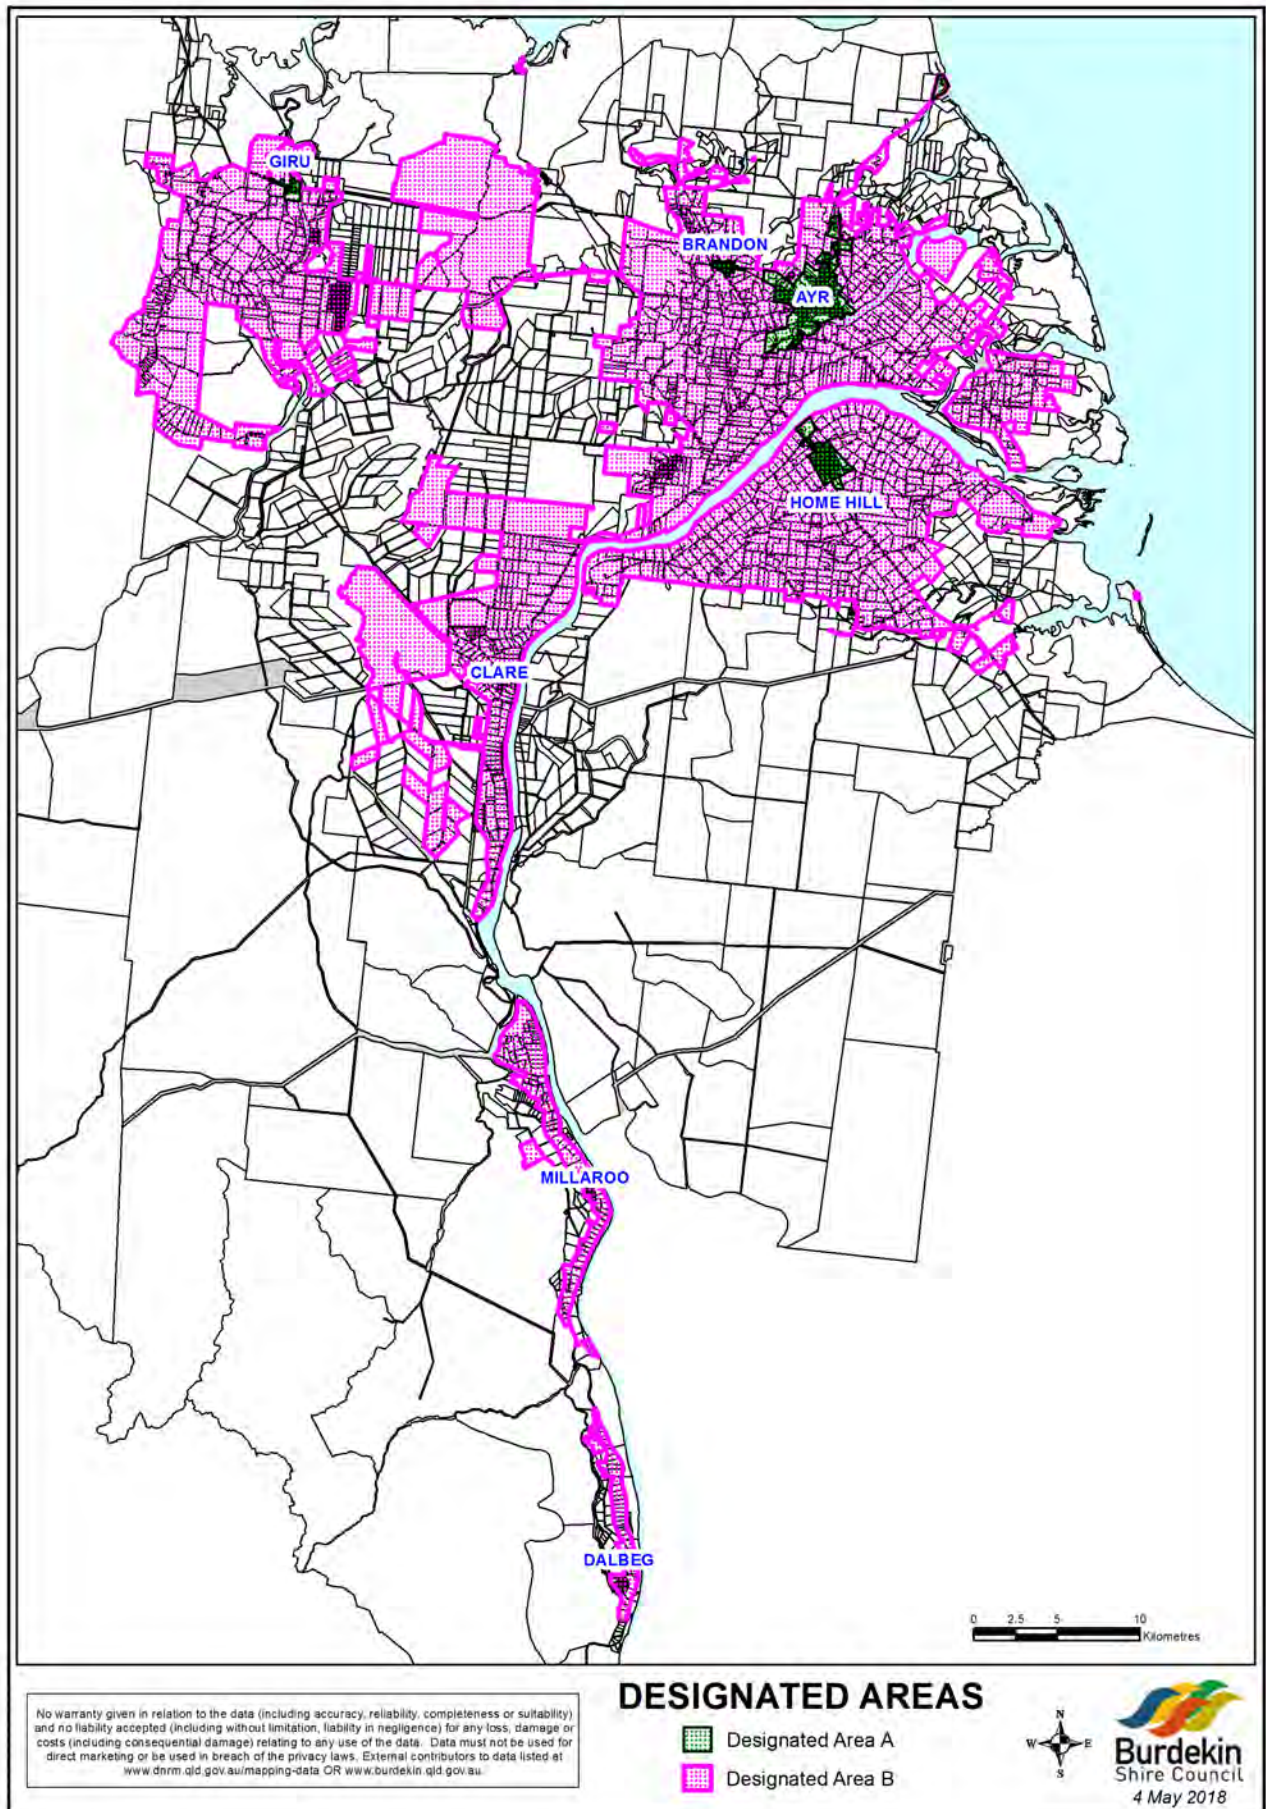 GIRU
BRANDON
AYR
HOME HILL
CLARE
MILLAROO
DALBEG
0 2.5 5 10
Kilometres
DESIGNATED AREAS
No warranty given in relation to the data (including accuracy, reliability, completeness or suitability)
and no liability accepted (including without limitation, liability in negligence) for any loss, damage or
costs (including consequential damage) relating to any use of the data. Data must not be used for
direct marketing or be used in breach of the privacy laws. External contributors to data listed at
www.dnrm.qld.gov.au/mapping-data OR www.burdekin.qld.gov.au.
Designated Area A
Designated Area B
N
W E
S
Burdekin
Shire Council
4 May 2018